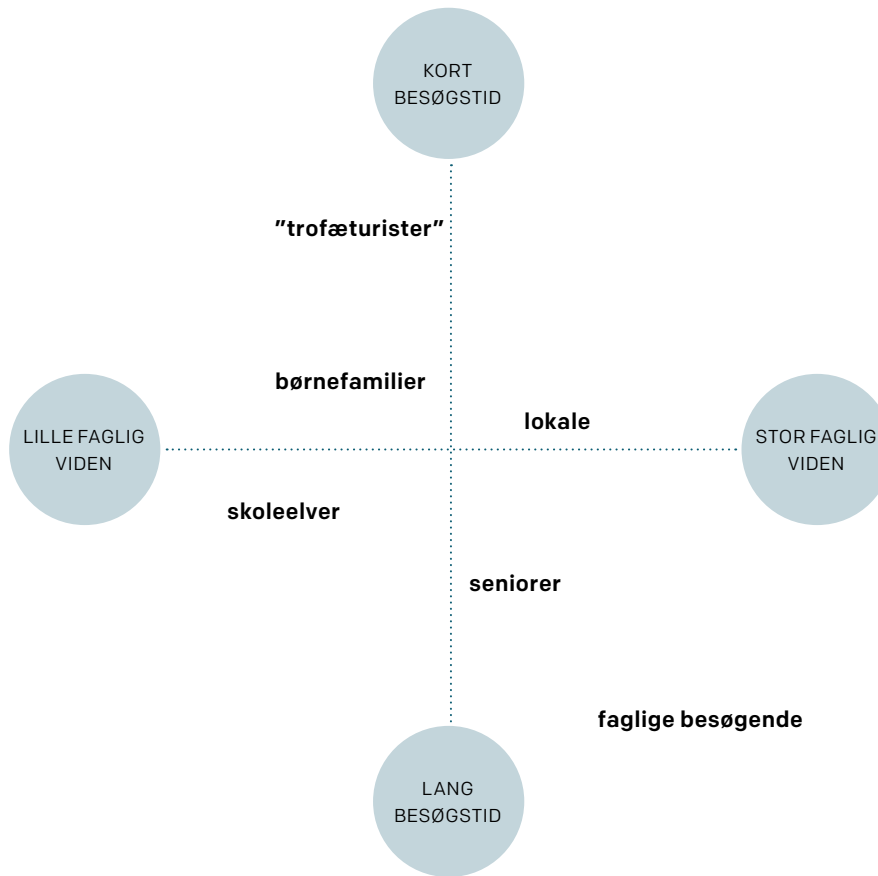 KORT
BESØGSTID
”trofæturister”
børnefamilier
lokale
LILLE FAGLIG
VIDEN
STOR FAGLIG
VIDEN
skoleelver
seniorer
faglige besøgende
LANG
BESØGSTID